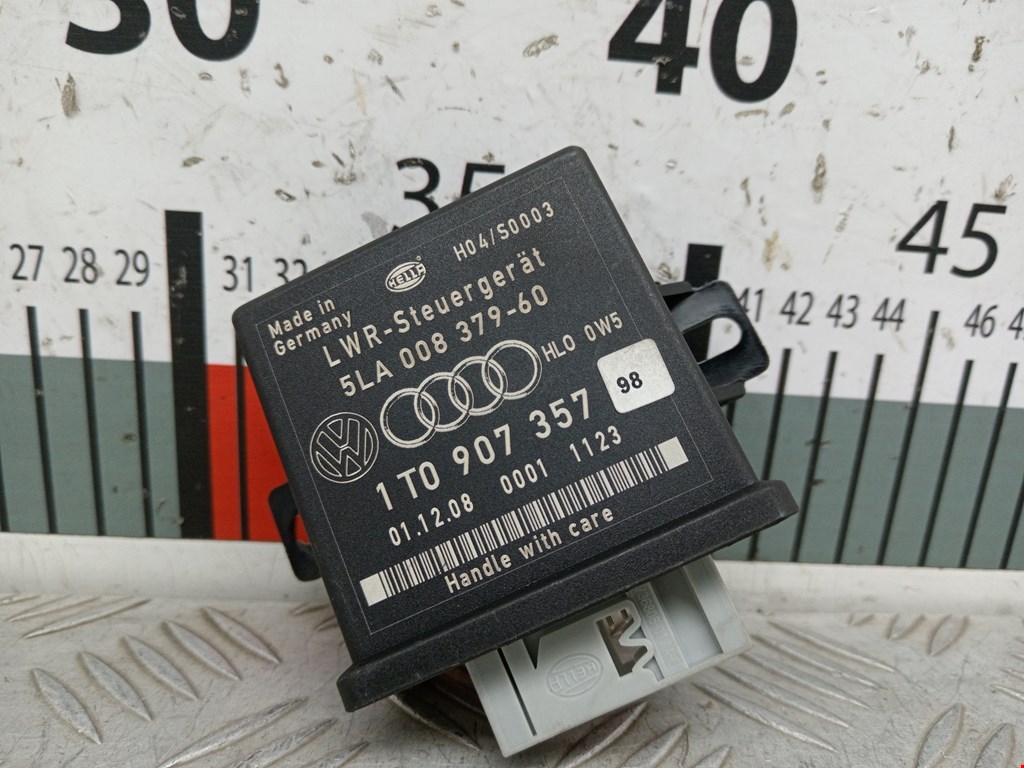 30
40
35
45
27 28 29 31 32 41 42 43 44 46
HELLA H04/S0003
Made in
Germany
LWR-Steuergerät
5LA 008 379-60
HLO 0W5
98
1T0 907 357
01.12.08 0001 1123
Handle with care
HELLA